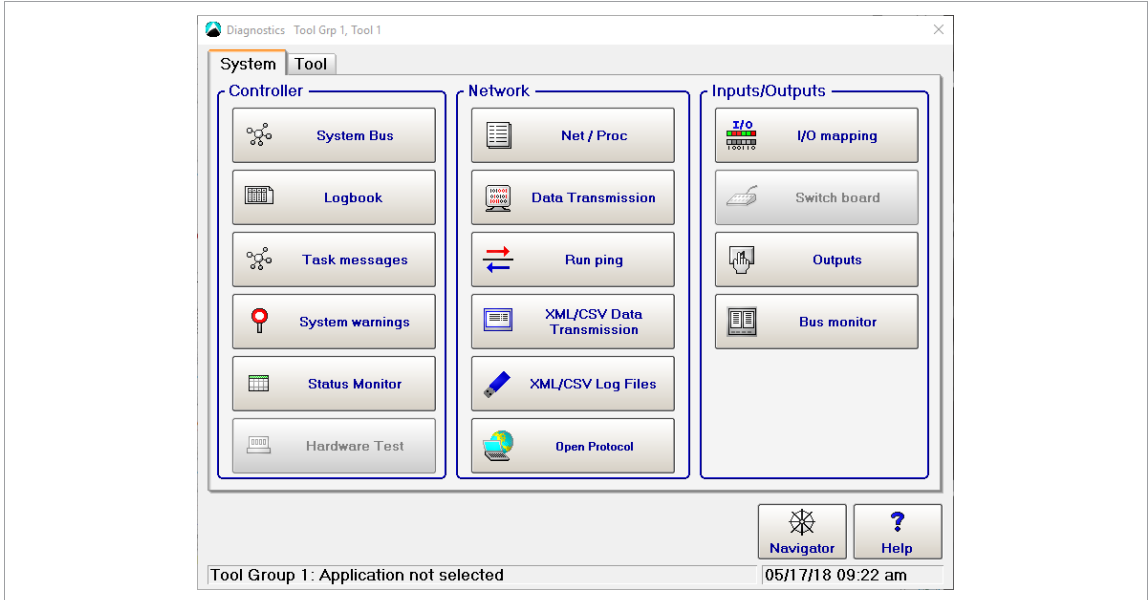 Diagnostics Tool Grp 1, Tool 1
System Tool
Controller
System Bus
Logbook
Task messages
System warnings
Status Monitor
Hardware Test
Network
Net / Proc
Data Transmission
Run ping
XML/CSV Data
Transmission
XML/CSV Log Files
Open Protocol
Inputs/Outputs
I/O
100110
I/O mapping
Switch board
Outputs
Bus monitor
Navigator
?
Help
Tool Group 1: Application not selected
05/17/18 09:22 am